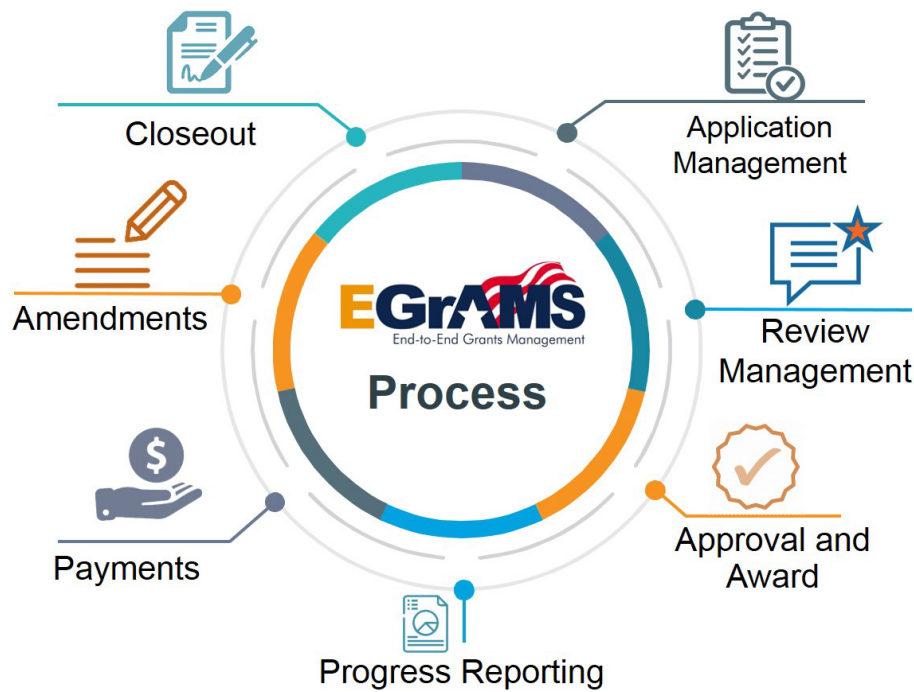 Closeout
Application
Management
Amendments
EGrAMS
End-to-End Grants Management
Process
Review
Management
$
Payments
Approval and
Award
Progress Reporting